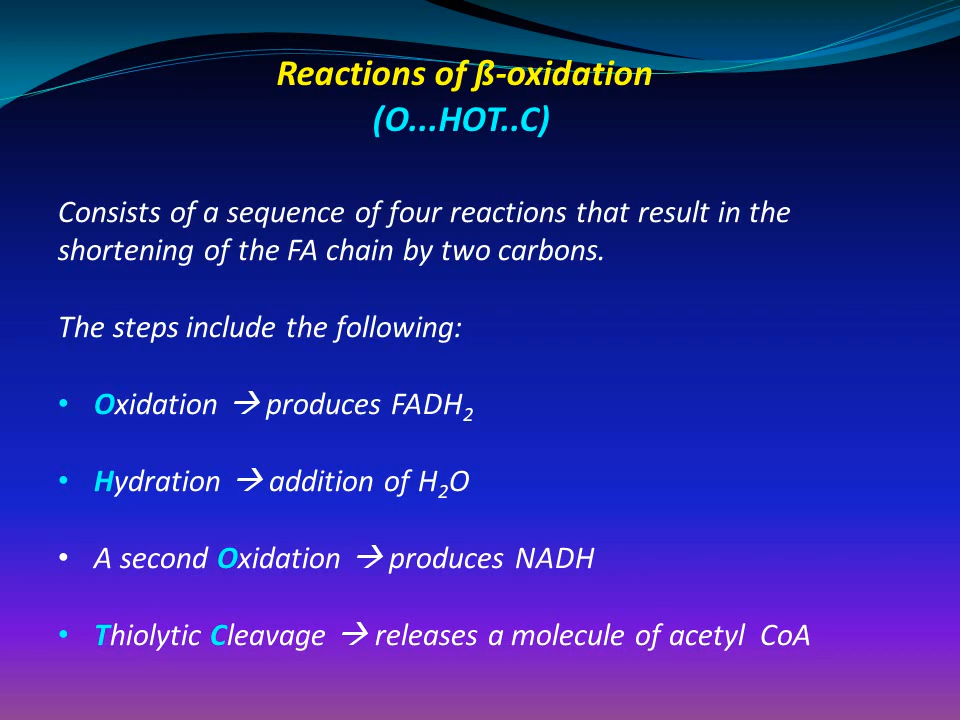 Reactions of ß-oxidation
(O...HOT..C)
Consists of a sequence of four reactions that result in the
shortening of the FA chain by two carbons.
The steps include the following:
• Oxidation → produces FADH₂
• Hydration → addition of H₂O
• A second Oxidation → produces NADH
• Thiolytic Cleavage → releases a molecule of acetyl CoA